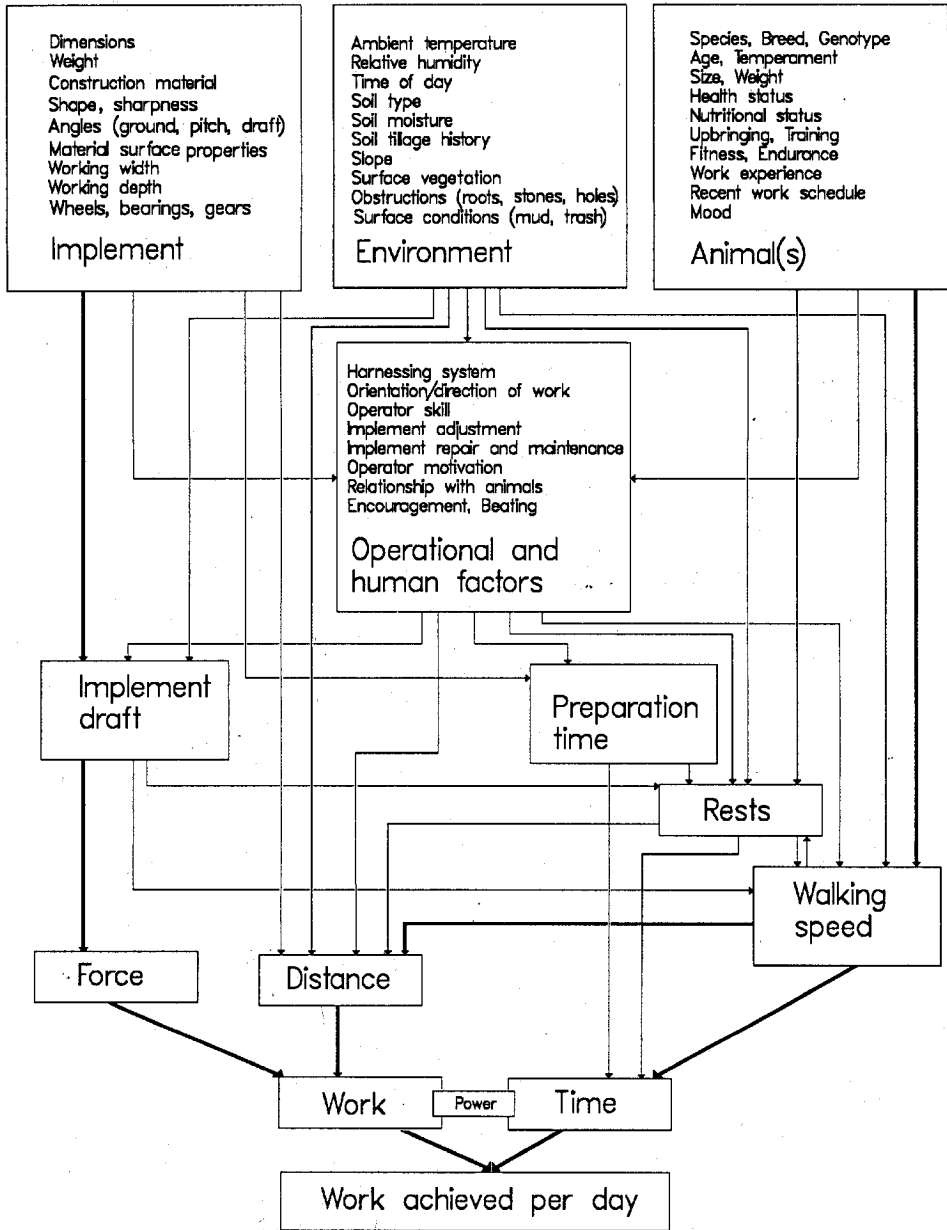 Dimensions
Weight
Construction material
Shape, sharpness
Angles (ground, pitch, draft)
Material surface properties
Working width
Working depth
Wheels, bearings, gears
Implement
Ambient temperature
Relative humidity
Time of day
Soil type
Soil moisture
Soil tillage history
Slope
Surface vegetation
Obstructions (roots, stones, holes)
Surface conditions (mud, trash)
Environment
Species, Breed, Genotype
Age, Temperament
Size, Weight
Health status
Nutritional status
Upbringing, Training
Fitness, Endurance
Work experience
Recent work schedule
Mood
Animal(s)
Harnessing system
Orientation/direction of work
Operator skill
Implement adjustment
Implement repair and maintenance
Operator motivation
Relationship with animals
Encouragement, Beating
Operational and
human factors
Implement
draft
Preparation
time
Rests
Walking
speed
Force
Distance
Work
Power
Time
Work achieved per day